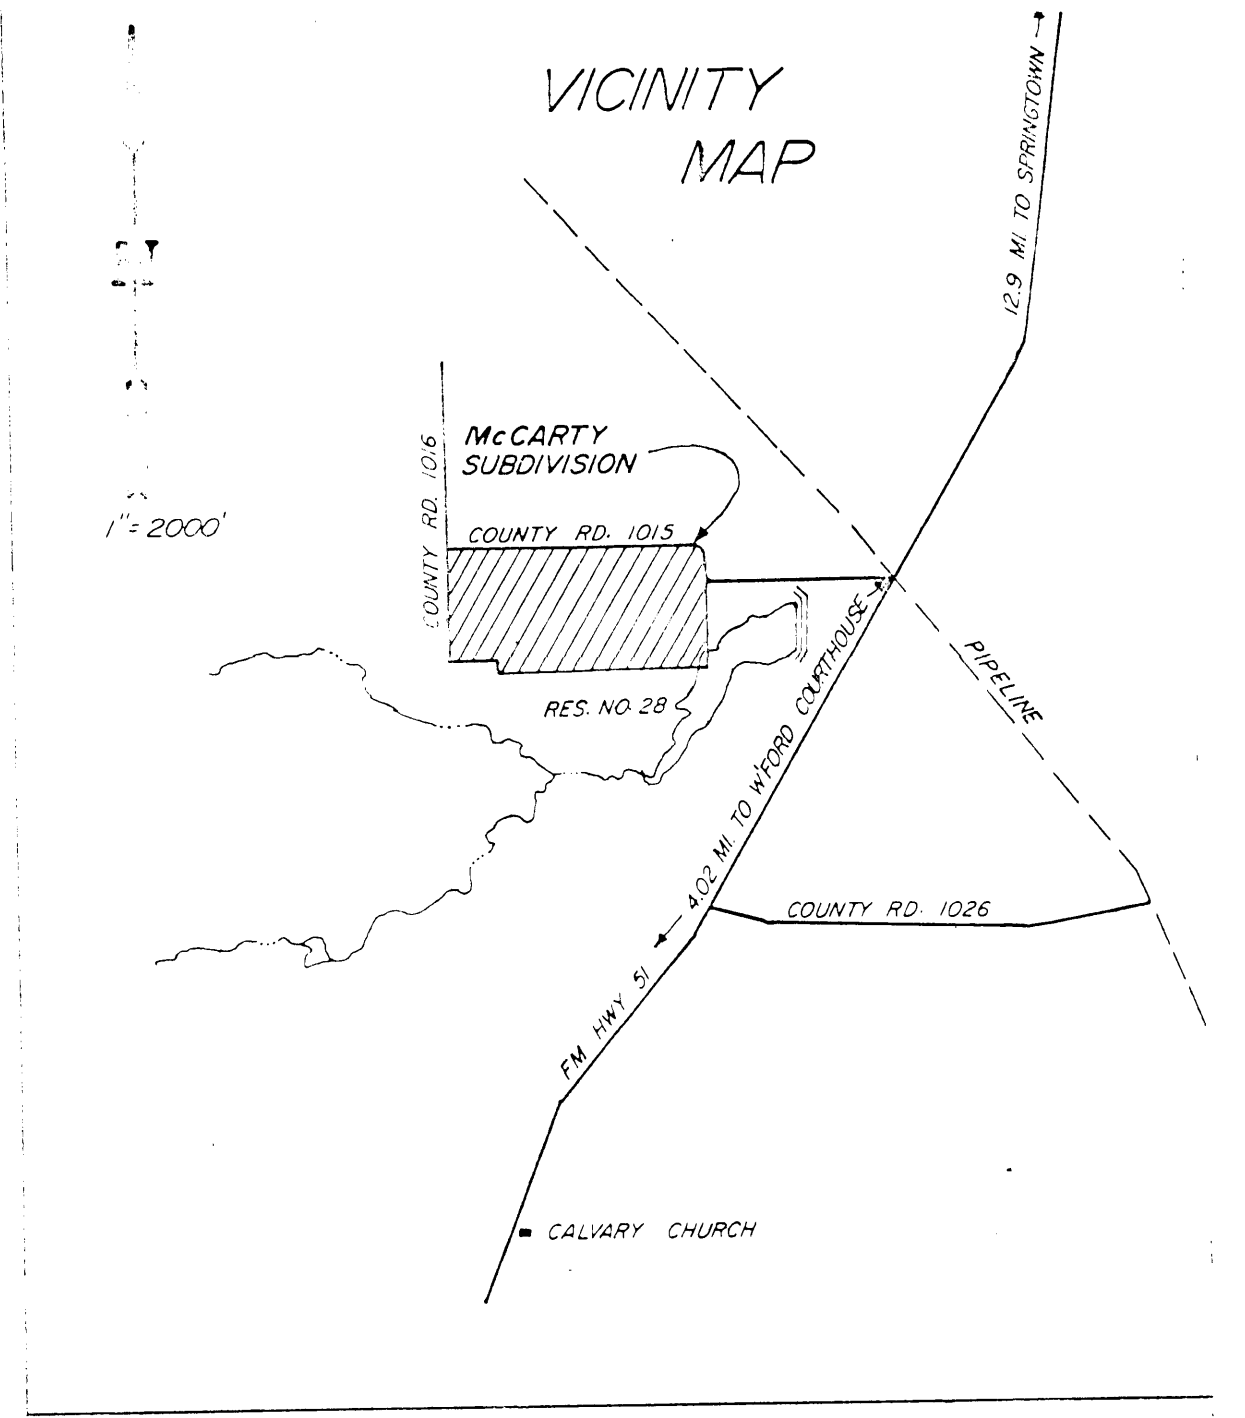 VICINITY
MAP
12.9 MI. TO SPRINGTOWN
1"= 2000'
COUNTY RD. 1016
McCARTY
SUBDIVISION
COUNTY RD. 1015
RES. NO. 28
4.02 MI. TO W'FORD COURTHOUSE
PIPELINE
COUNTY RD. 1026
FM HWY 51
CALVARY CHURCH